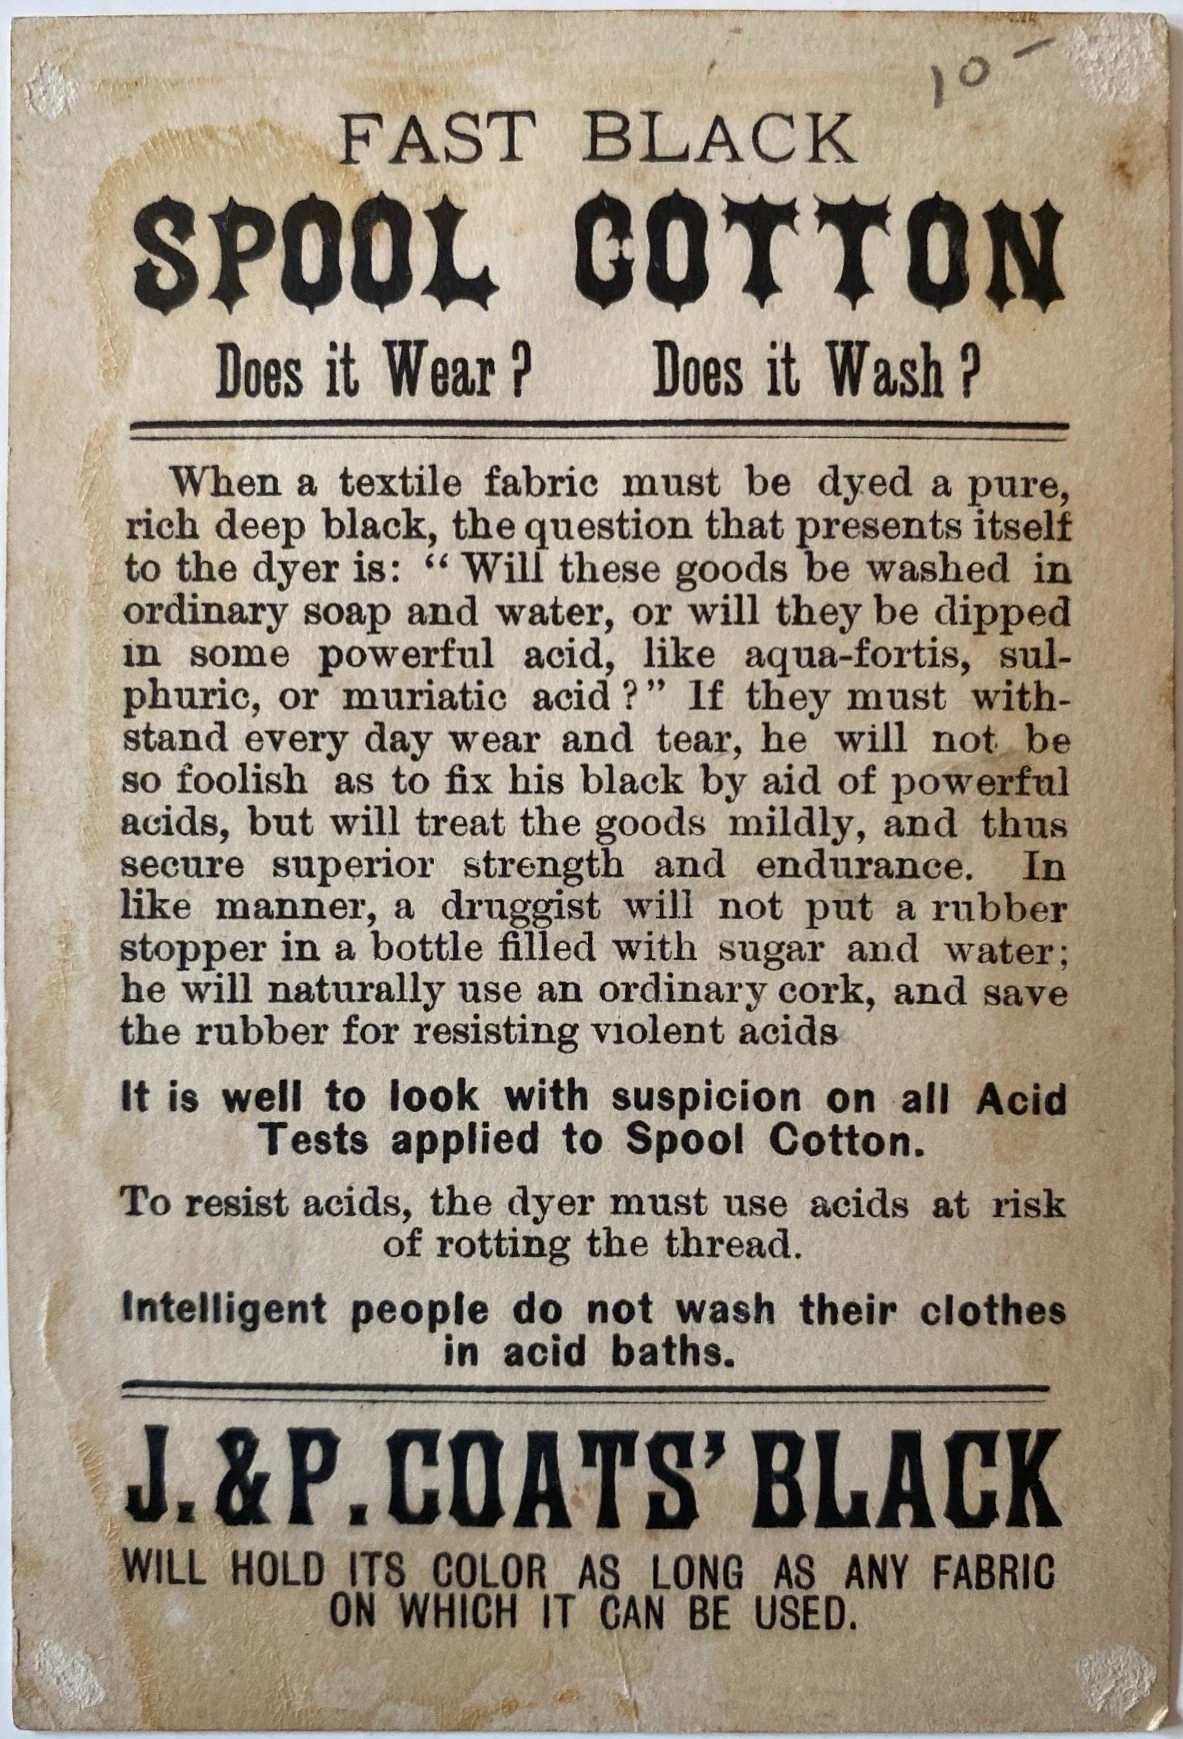 10 -
FAST BLACK
SPOOL COTTON
Does it Wear? Does it Wash?
When a textile fabric must be dyed a pure,
rich deep black, the question that presents itself
to the dyer is: “Will these goods be washed in
ordinary soap and water, or will they be dipped
in some powerful acid, like aqua-fortis, sul-
phuric, or muriatic acid?” If they must with-
stand every day wear and tear, he will not be
so foolish as to fix his black by aid of powerful
acids, but will treat the goods mildly, and thus
secure superior strength and endurance. In
like manner, a druggist will not put a rubber
stopper in a bottle filled with sugar and water;
he will naturally use an ordinary cork, and save
the rubber for resisting violent acids
It is well to look with suspicion on all Acid
Tests applied to Spool Cotton.
To resist acids, the dyer must use acids at risk
of rotting the thread.
Intelligent people do not wash their clothes
in acid baths.
J. & P. COATS’ BLACK
WILL HOLD ITS COLOR AS LONG AS ANY FABRIC
ON WHICH IT CAN BE USED.